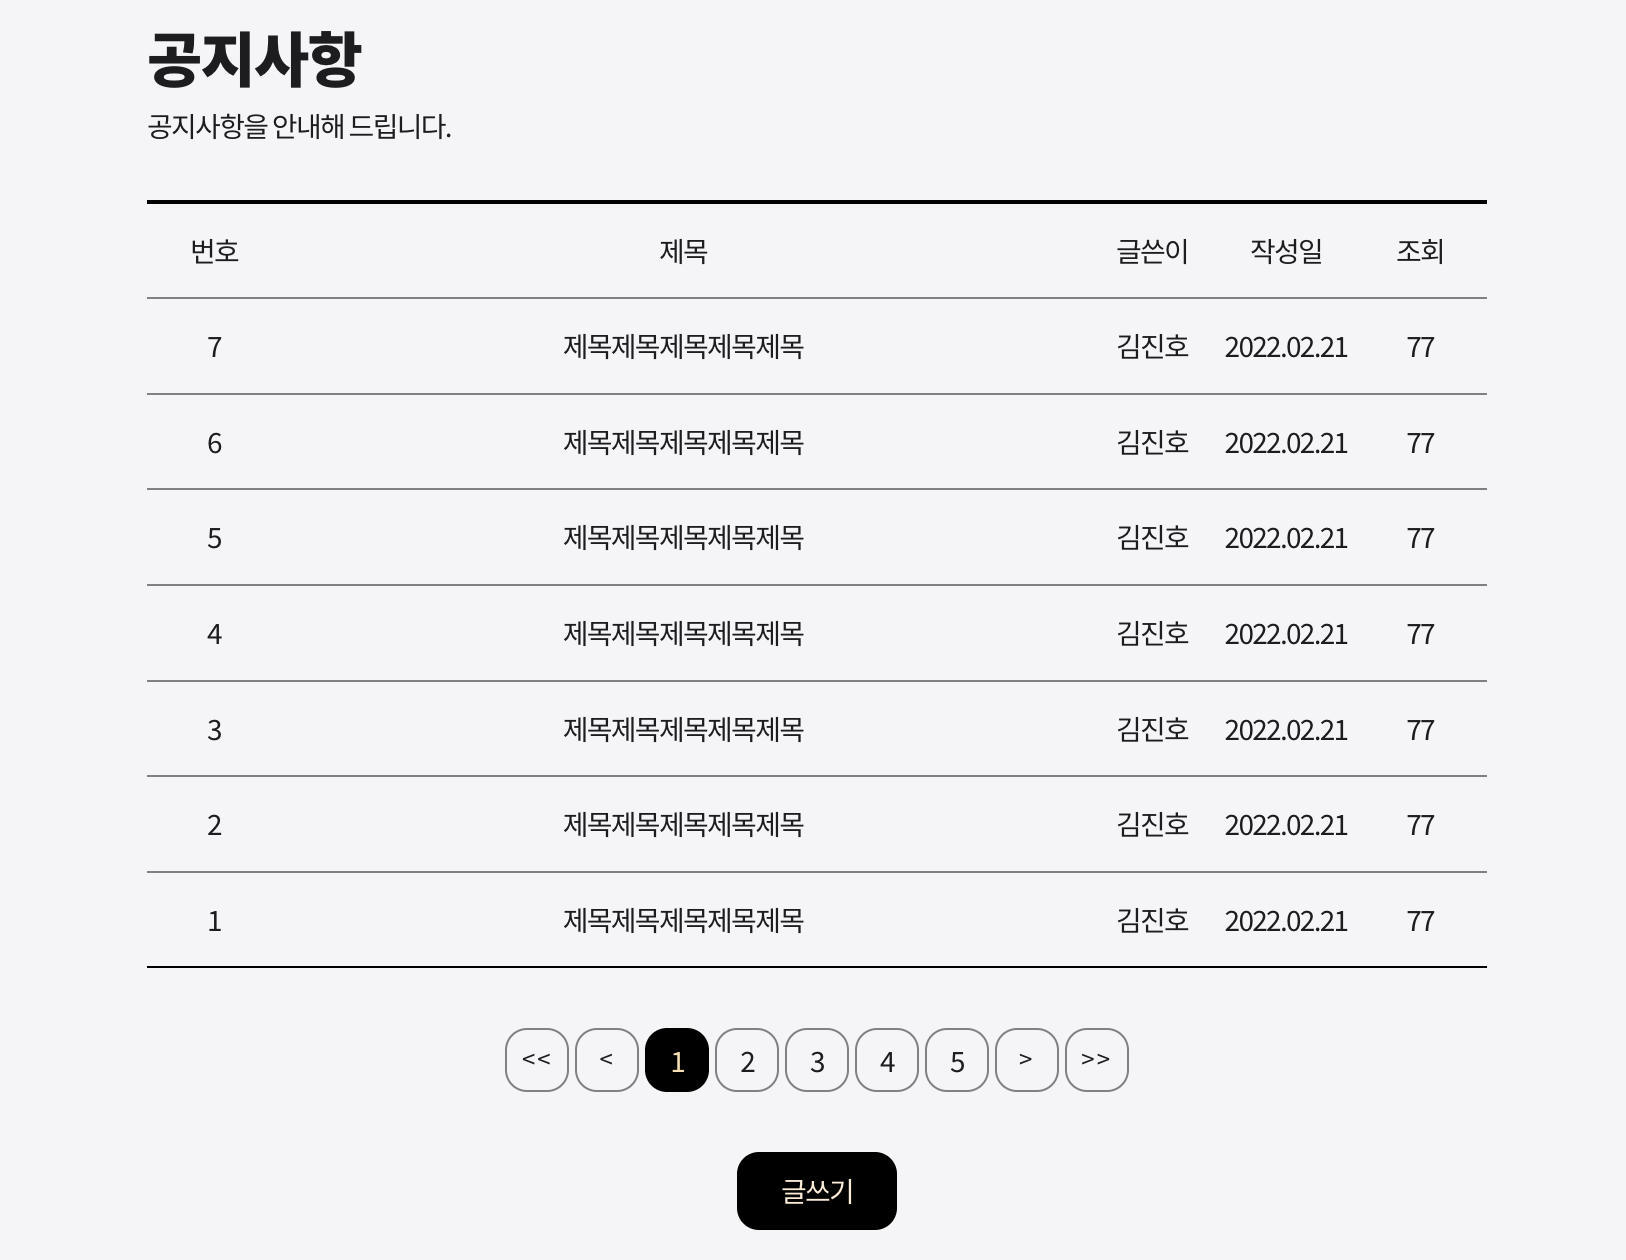 공지사항
공지사항을 안내해 드립니다.
번호 제목 글쓴이 작성일 조회
7 제목제목제목제목제목 김진호 2022.02.21 77
6 제목제목제목제목제목 김진호 2022.02.21 77
5 제목제목제목제목제목 김진호 2022.02.21 77
4 제목제목제목제목제목 김진호 2022.02.21 77
3 제목제목제목제목제목 김진호 2022.02.21 77
2 제목제목제목제목제목 김진호 2022.02.21 77
1 제목제목제목제목제목 김진호 2022.02.21 77
<< < 1 2 3 4 5 > >>
글쓰기